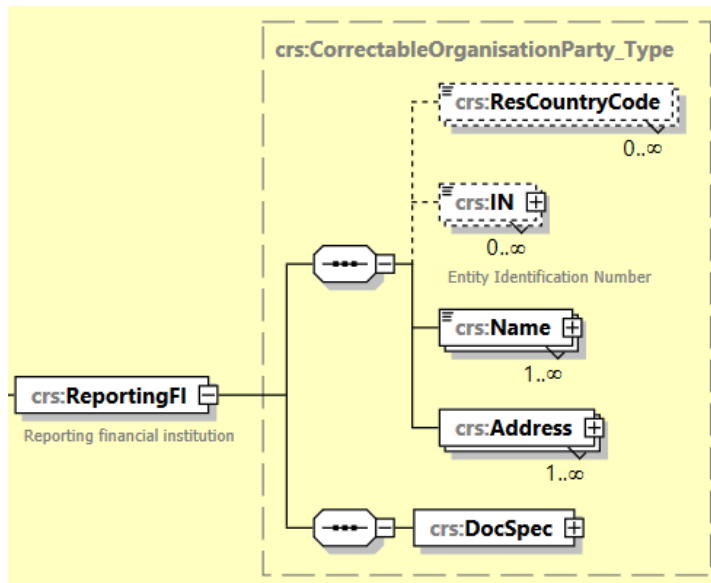 crs:CorrectableOrganisationParty_Type
crs:ResCountryCode
0..∞
crs:IN
0..∞
Entity Identification Number
crs:Name
1..∞
crs:ReportingFI
Reporting financial institution
crs:Address
1..∞
crs:DocSpec